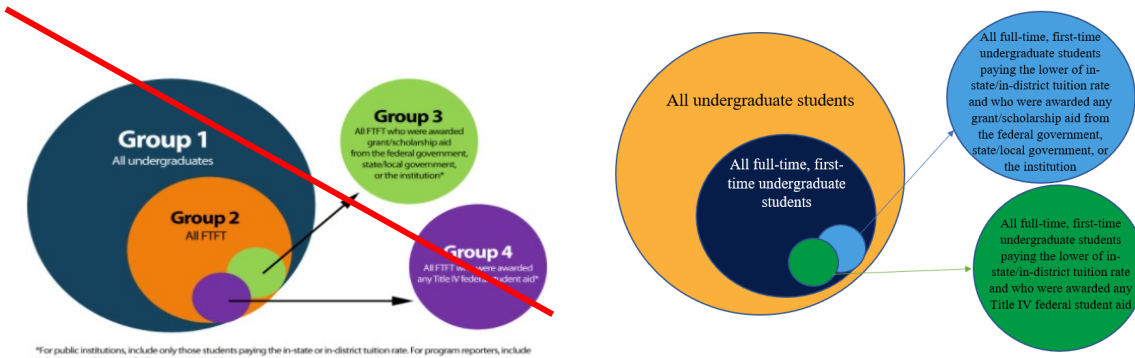 Group 1
All undergraduates
Group 2
All FTFT
Group 3
All FTFT who were awarded
grant/scholarship aid
from the federal government,
state/local government,
or the institution*
Group 4
All FTFT who were awarded
any Title IV federal student aid*
*For public institutions, include only those students paying the in-state or in-district tuition rate. For program reporters, include
All undergraduate students
All full-time, first-
time undergraduate
students
All full-time, first-time
undergraduate students
paying the lower of in-
state/in-district tuition rate
and who were awarded any
grant/scholarship aid from
the federal government,
state/local government, or
the institution
All full-time, first-time
undergraduate students
paying the lower of in-
state/in-district tuition rate
and who were awarded any
Title IV federal student aid